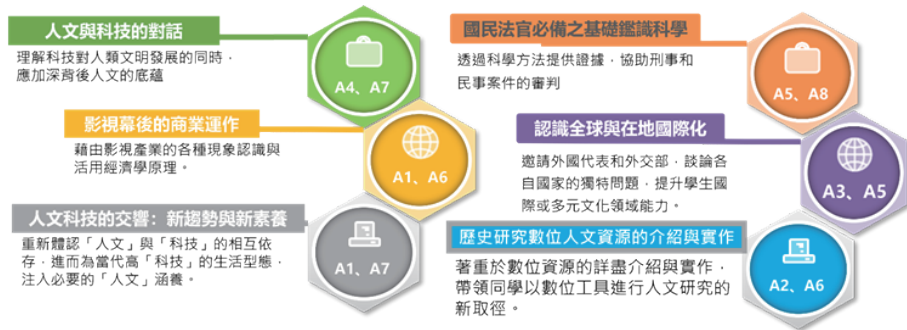 人文與科技的對話
理解科技對人類文明發展的同時，
應加深背後人文的底蘊
A4、A7
影視幕後的商業運作
藉由影視產業的各種現象認識與
活用經濟學原理。
A1、A6
人文科技的交響：新趨勢與新素養
重新體認「人文」與「科技」的相互依
存，進而為當代高「科技」的生活型態，
注入必要的「人文」涵養。
A1、A7
國民法官必備之基礎鑑識科學
透過科學方法提供證據，協助刑事和
民事案件的審判
A5、A8
認識全球與在地國際化
邀請外國代表和外交部，談論各
自國家的獨特問題，提升學生國
際或多元文化領域能力。
A3、A5
歷史研究數位人文資源的介紹與實作
著重於數位資源的詳盡介紹與實作，
帶領同學以數位工具進行人文研究的
新取徑。
A2、A6